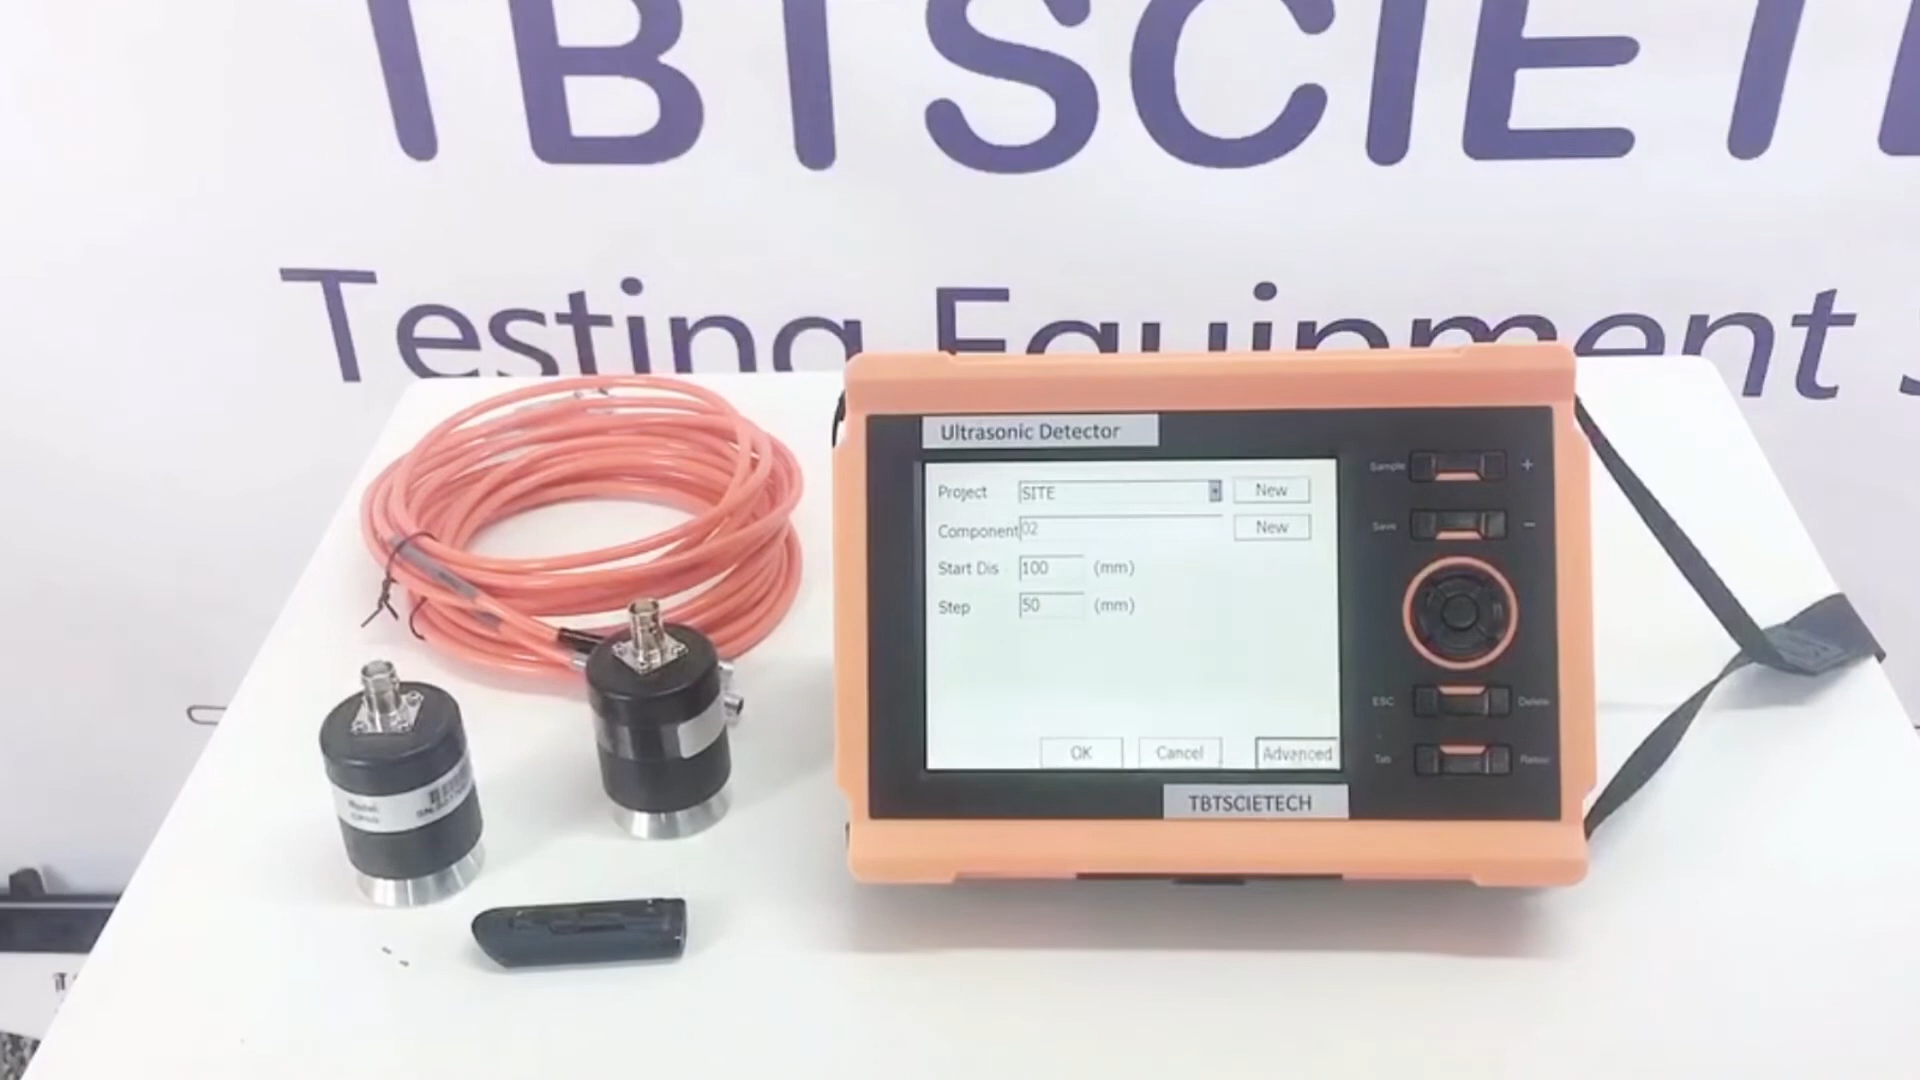 TBTSCIETE
Testing Equipment
Ultrasonic Detector
Project SITE New
Component 02 New
Start Dis 100 (mm)
Step 50 (mm)
OK Cancel Advanced
TBTSCIETECH
Sample +
Save -
ESC Delete
Tab
Model: